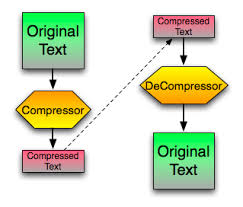 Original
Text
Compressor
Compressed
Text
Compressed
Text
DeCompressor
Original
Text